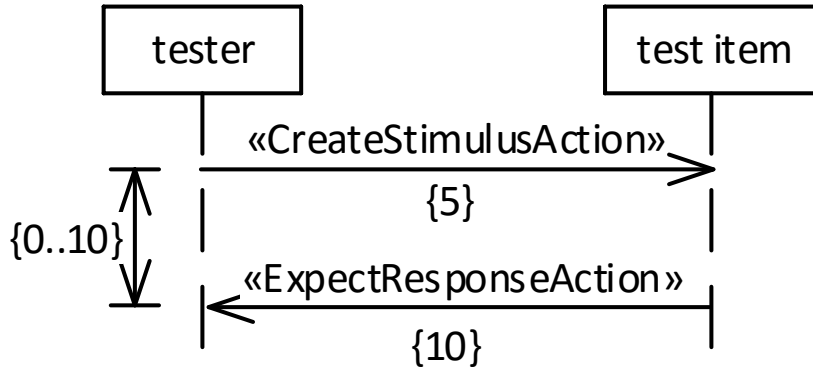 tester
test item
«CreateStimulusAction»
{5}
{0..10}
«ExpectResponseAction»
{10}